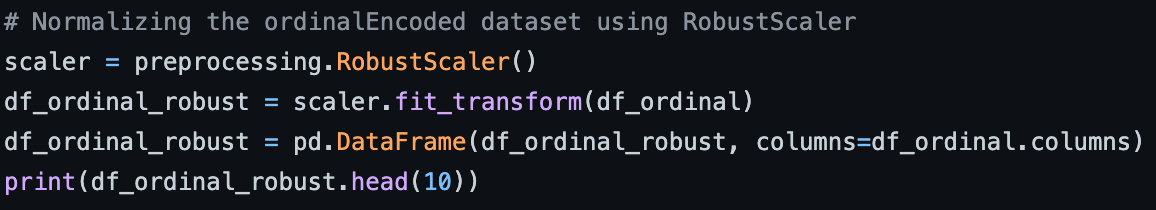 # Normalizing the ordinalEncoded dataset using RobustScaler
scaler = preprocessing.RobustScaler()
df_ordinal_robust = scaler.fit_transform(df_ordinal)
df_ordinal_robust = pd.DataFrame(df_ordinal_robust, columns=df_ordinal.columns)
print(df_ordinal_robust.head(10))